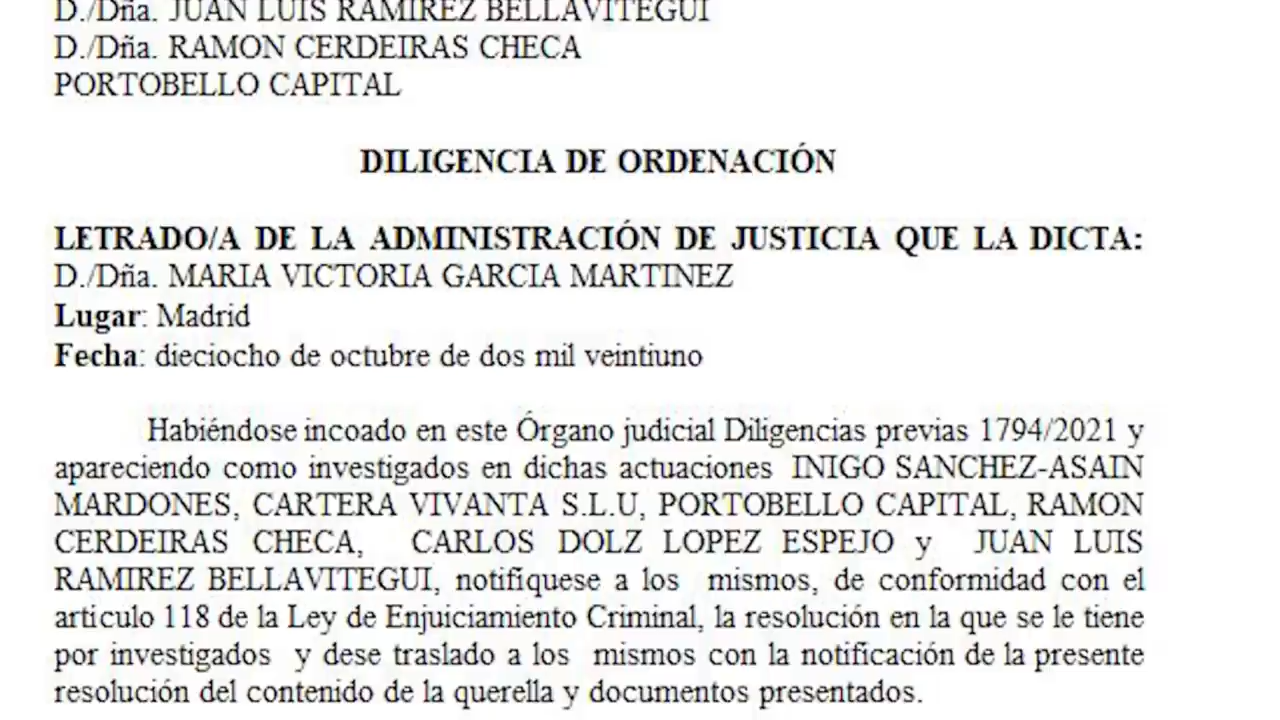 D./Dña. JUAN LUIS RAMIREZ BELLAVITEGUI
D./Dña. RAMON CERDEIRAS CHECA
PORTOBELLO CAPITAL
DILIGENCIA DE ORDENACIÓN
LETRADO/A DE LA ADMINISTRACIÓN DE JUSTICIA QUE LA DICTA:
D./Dña. MARIA VICTORIA GARCIA MARTINEZ
Lugar: Madrid
Fecha: dieciocho de octubre de dos mil veintiuno
Habiéndose incoado en este Órgano judicial Diligencias previas 1794/2021 y
apareciendo como investigados en dichas actuaciones INIGO SANCHEZ-ASAIN
MARDONES, CARTERA VIVANTA S.L.U, PORTOBELLO CAPITAL, RAMON
CERDEIRAS CHECA, CARLOS DOLZ LOPEZ ESPEJO y JUAN LUIS
RAMIREZ BELLAVITEGUI, notifíquese a los mismos, de conformidad con el
articulo 118 de la Ley de Enjuiciamiento Criminal, la resolución en la que se le tiene
por investigados y dese traslado a los mismos con la notificación de la presente
resolución del contenido de la querella y documentos presentados.